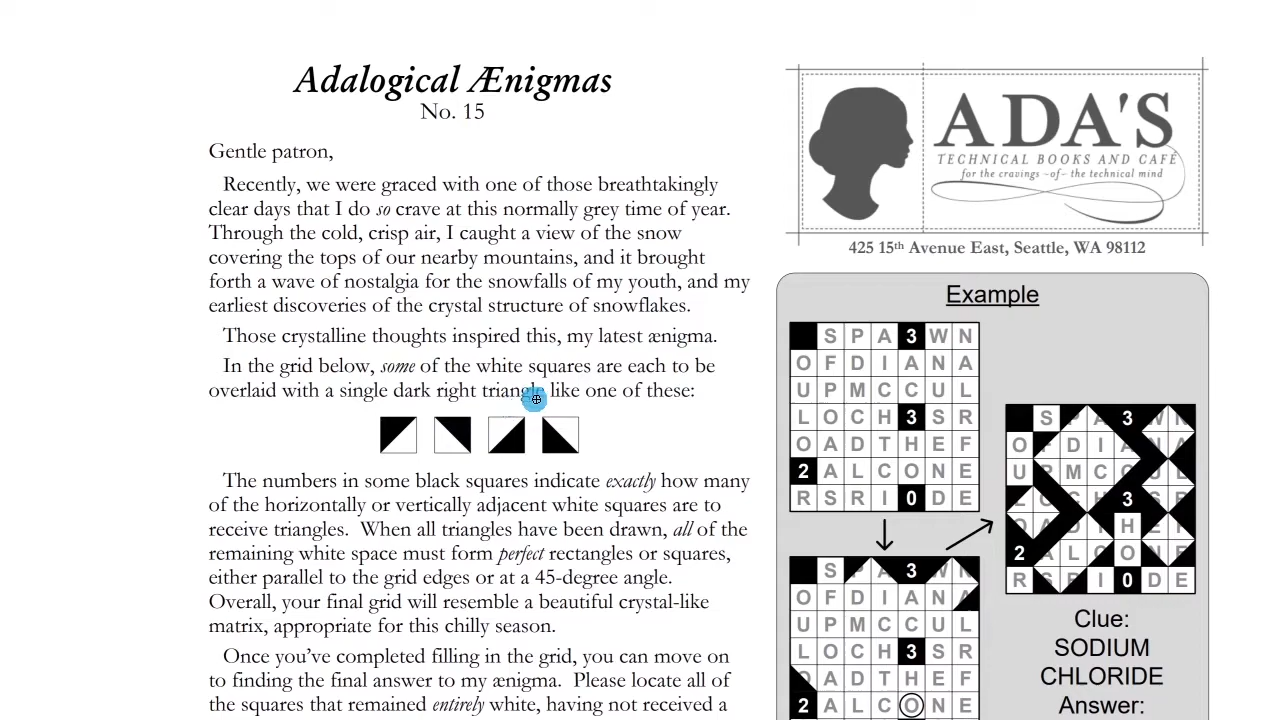 Adalogical Ænigmas
No. 15
Gentle patron,
Recently, we were graced with one of those breathtakingly
clear days that I do so crave at this normally grey time of year.
Through the cold, crisp air, I caught a view of the snow
covering the tops of our nearby mountains, and it brought
forth a wave of nostalgia for the snowfalls of my youth, and my
earliest discoveries of the crystal structure of snowflakes.
Those crystalline thoughts inspired this, my latest ænigma.
In the grid below, some of the white squares are each to be
overlaid with a single dark right triangle like one of these:
The numbers in some black squares indicate exactly how many
of the horizontally or vertically adjacent white squares are to
receive triangles. When all triangles have been drawn, all of the
remaining white space must form perfect rectangles or squares,
either parallel to the grid edges or at a 45-degree angle.
Overall, your final grid will resemble a beautiful crystal-like
matrix, appropriate for this chilly season.
Once you've completed filling in the grid, you can move on
to finding the final answer to my ænigma. Please locate all of
the squares that remained entirely white, having not received a
ADA'S
TECHNICAL BOOKS AND CAFÉ
for the cravings ~of~ the technical mind
425 15th Avenue East, Seattle, WA 98112
Example
S P A 3 W N
O F D I A N A
U P M C C U L
L O C H 3 S R
O A D T H E F
2 A L C O N E
R S R I 0 D E
S P A 3 W N
O F D I A N A
U P M C C U L
L O C H 3 S R
O A D T H E F
2 A L C O N E
S A 3 W N
O F D I A N A
U P M C O U L
L O C H 3 S R
O A D I H E F
2 A L C O N E
R S R I 0 D E
Clue:
SODIUM
CHLORIDE
Answer: